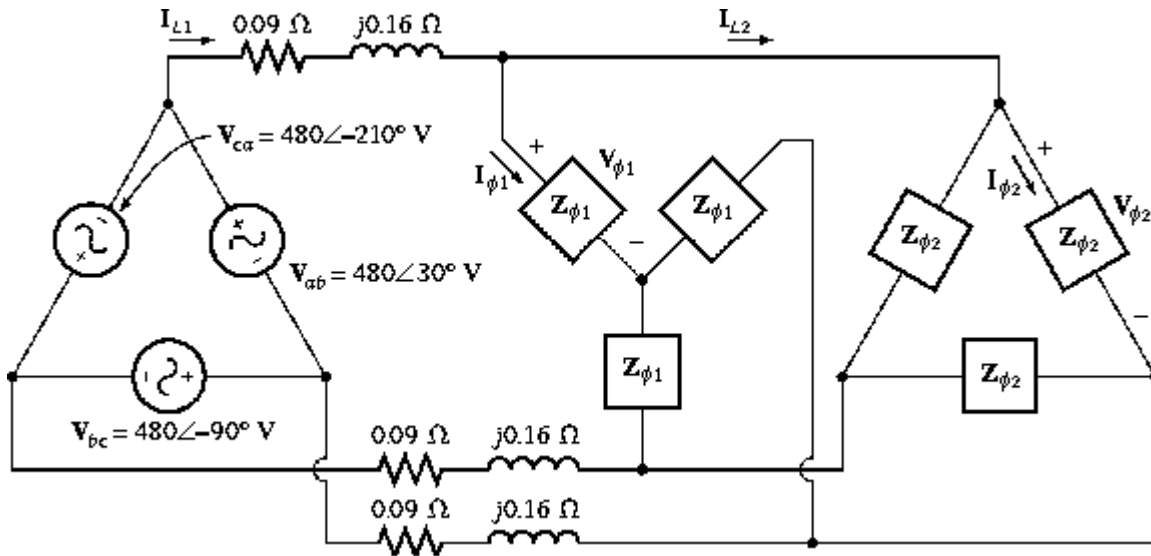 I_L1
0.09 Ω
j0.16 Ω
I_L2
V_ca = 480∠–210° V
+
I_ϕ1
V_ϕ1
Z_ϕ1
Z_ϕ1
–
+
I_ϕ2
V_ϕ2
Z_ϕ2
Z_ϕ2
–
V_ab = 480∠30° V
Z_ϕ1
Z_ϕ2
V_bc = 480∠–90° V
0.09 Ω
j0.16 Ω
0.09 Ω
j0.16 Ω